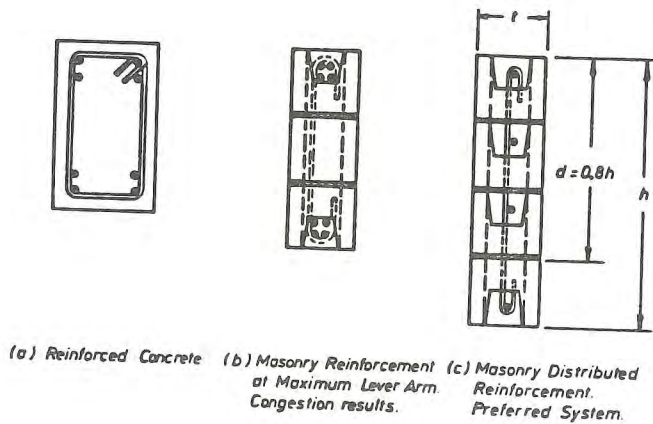 t
d = 0,8h
h
(a) Reinforced Concrete
(b) Masonry Reinforcement
at Maximum Lever Arm.
Congestion results.
(c) Masonry Distributed
Reinforcement.
Preferred System.